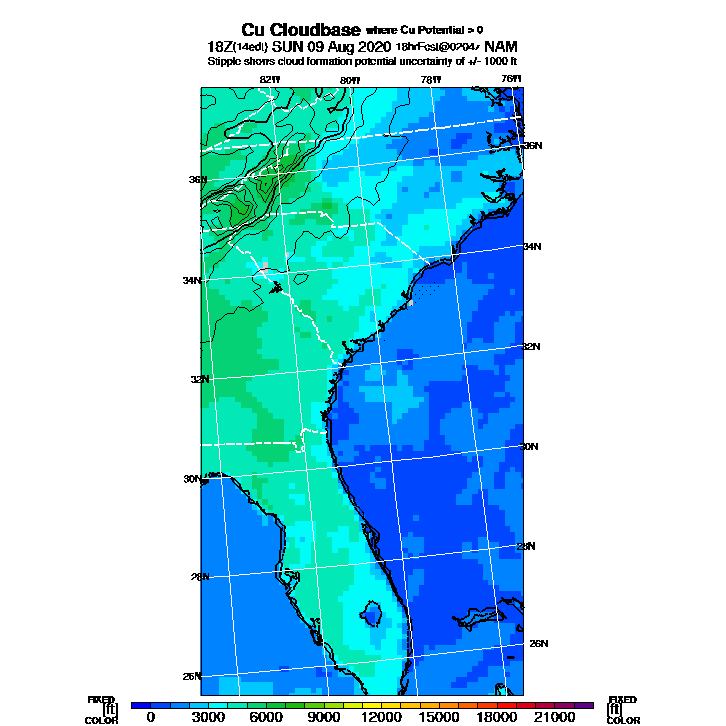 Cu Cloudbase where Cu Potential > 0
18Z(14edt) SUN 09 Aug 2020 18hrFcst@0204z NAM
Stipple shows cloud formation potential uncertainty of +/- 1000 ft
82W 80W 78W 76W
36N
36N
34N
34N
32N
32N
30N
30N
28N
28N
26N
26N
FIXED FIXED
[ft] 0 3000 6000 9000 12000 15000 18000 21000 [ft]
COLOR COLOR